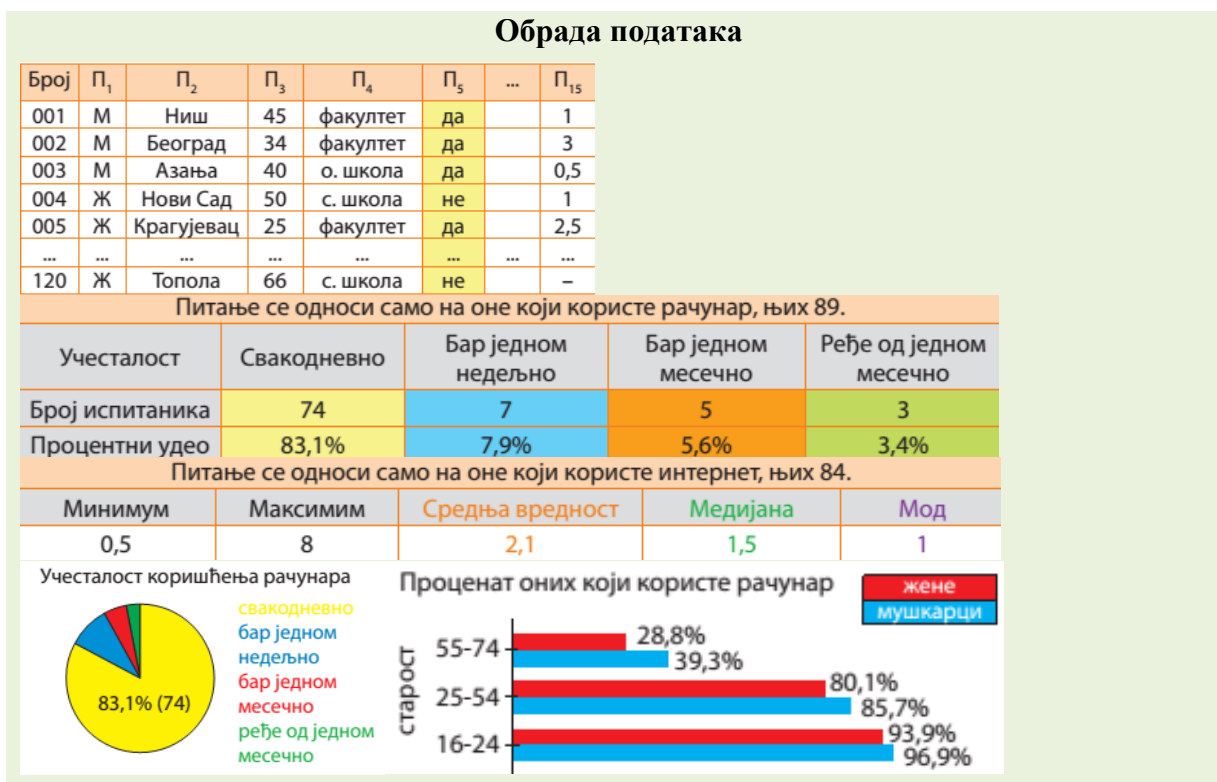 Обрада података
Број П₁ П₂ П₃ П₄ П₅ ... П₁₅
001 М Ниш 45 факултет да 1
002 М Београд 34 факултет да 3
003 М Азања 40 о. школа да 0,5
004 Ж Нови Сад 50 с. школа не 1
005 Ж Крагујевац 25 факултет да 2,5
... ... ... ... ... ... ... ...
120 Ж Топола 66 с. школа не –
Питање се односи само на оне који користе рачунар, њих 89.
Учесталост Свакодневно Бар једном недељно Бар једном месечно Ређе од једном месечно
Број испитаника 74 7 5 3
Процентни удео 83,1% 7,9% 5,6% 3,4%
Питање се односи само на оне који користе интернет, њих 84.
Минимум Максимим Средња вредност Медијана Мод
0,5 8 2,1 1,5 1
Учесталост коришћења рачунара
свакодневно
бар једном
недељно
бар једном
месечно
ређе од једном
месечно
83,1% (74)
Проценат оних који користе рачунар
жене
мушкарци
старост
55-74 28,8%
39,3%
25-54 80,1%
85,7%
16-24 93,9%
96,9%